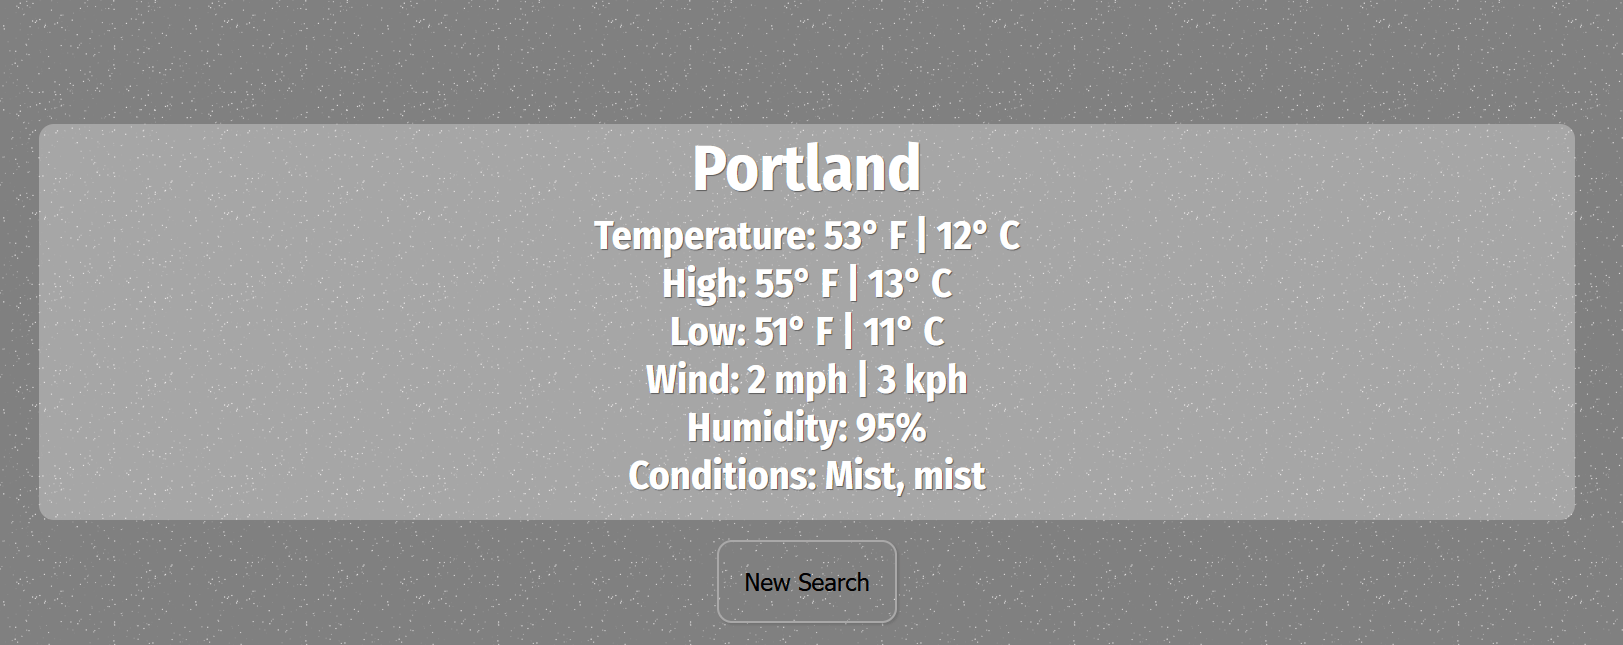 Portland
Temperature: 53° F | 12° C
High: 55° F | 13° C
Low: 51° F | 11° C
Wind: 2 mph | 3 kph
Humidity: 95%
Conditions: Mist, mist
New Search